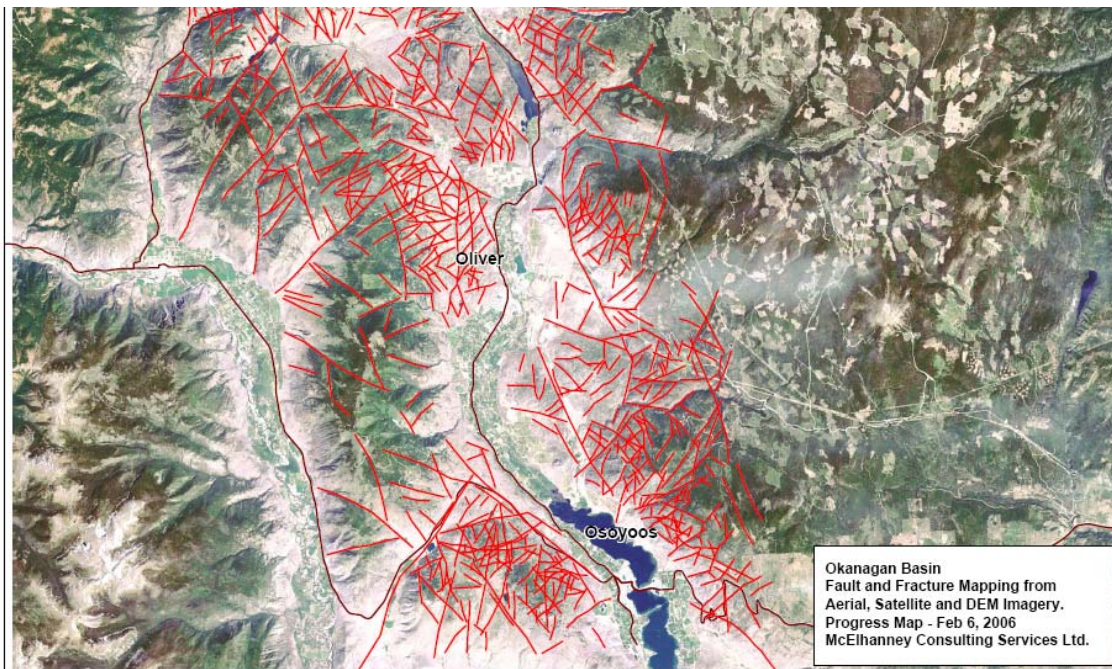 Oliver
Osoyoos
Okanagan Basin
Fault and Fracture Mapping from
Aerial, Satellite and DEM Imagery.
Progress Map - Feb 6, 2006
McElhanney Consulting Services Ltd.